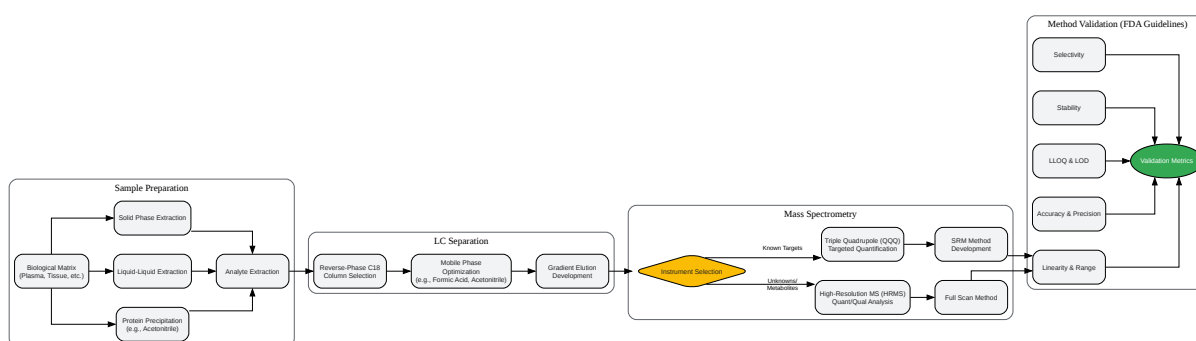 Sample Preparation
Biological Matrix
(Plasma, Tissue, etc.)
Solid Phase Extraction
Liquid-Liquid Extraction
Protein Precipitation
(e.g., Acetonitrile)
Analyte Extraction
LC Separation
Reverse-Phase C18
Column Selection
Mobile Phase
Optimization
(e.g., Formic Acid, Acetonitrile)
Gradient Elution
Development
Mass Spectrometry
Instrument Selection
Known Targets
Unknowns/
Metabolites
Triple Quadrupole (QQQ)
Targeted Quantification
SRM Method
Development
High-Resolution MS (HRMS)
Quant/Qual Analysis
Full Scan Method
Method Validation (FDA Guidelines)
Selectivity
Stability
LLOQ & LOD
Accuracy & Precision
Linearity & Range
Validation Metrics